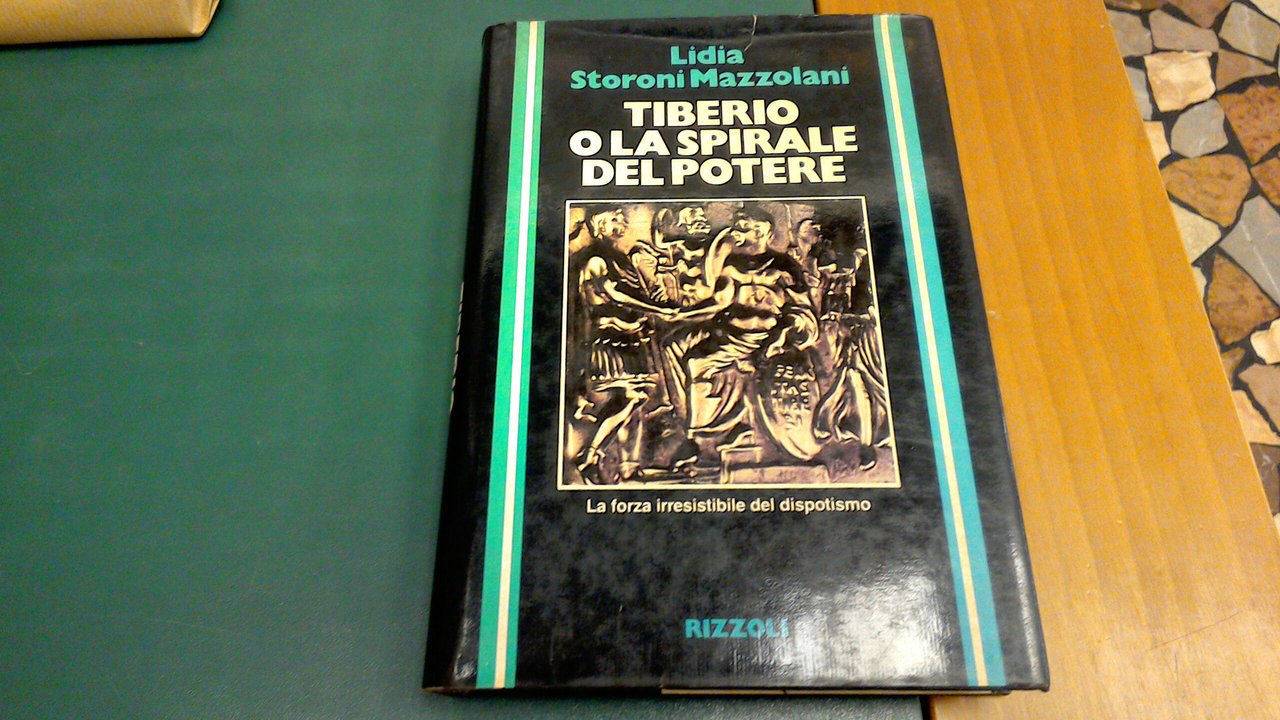 Lidia
Storoni Mazzolani
TIBERIO
O LA SPIRALE
DEL POTERE
La forza irresistibile del dispotismo
RIZZOLI